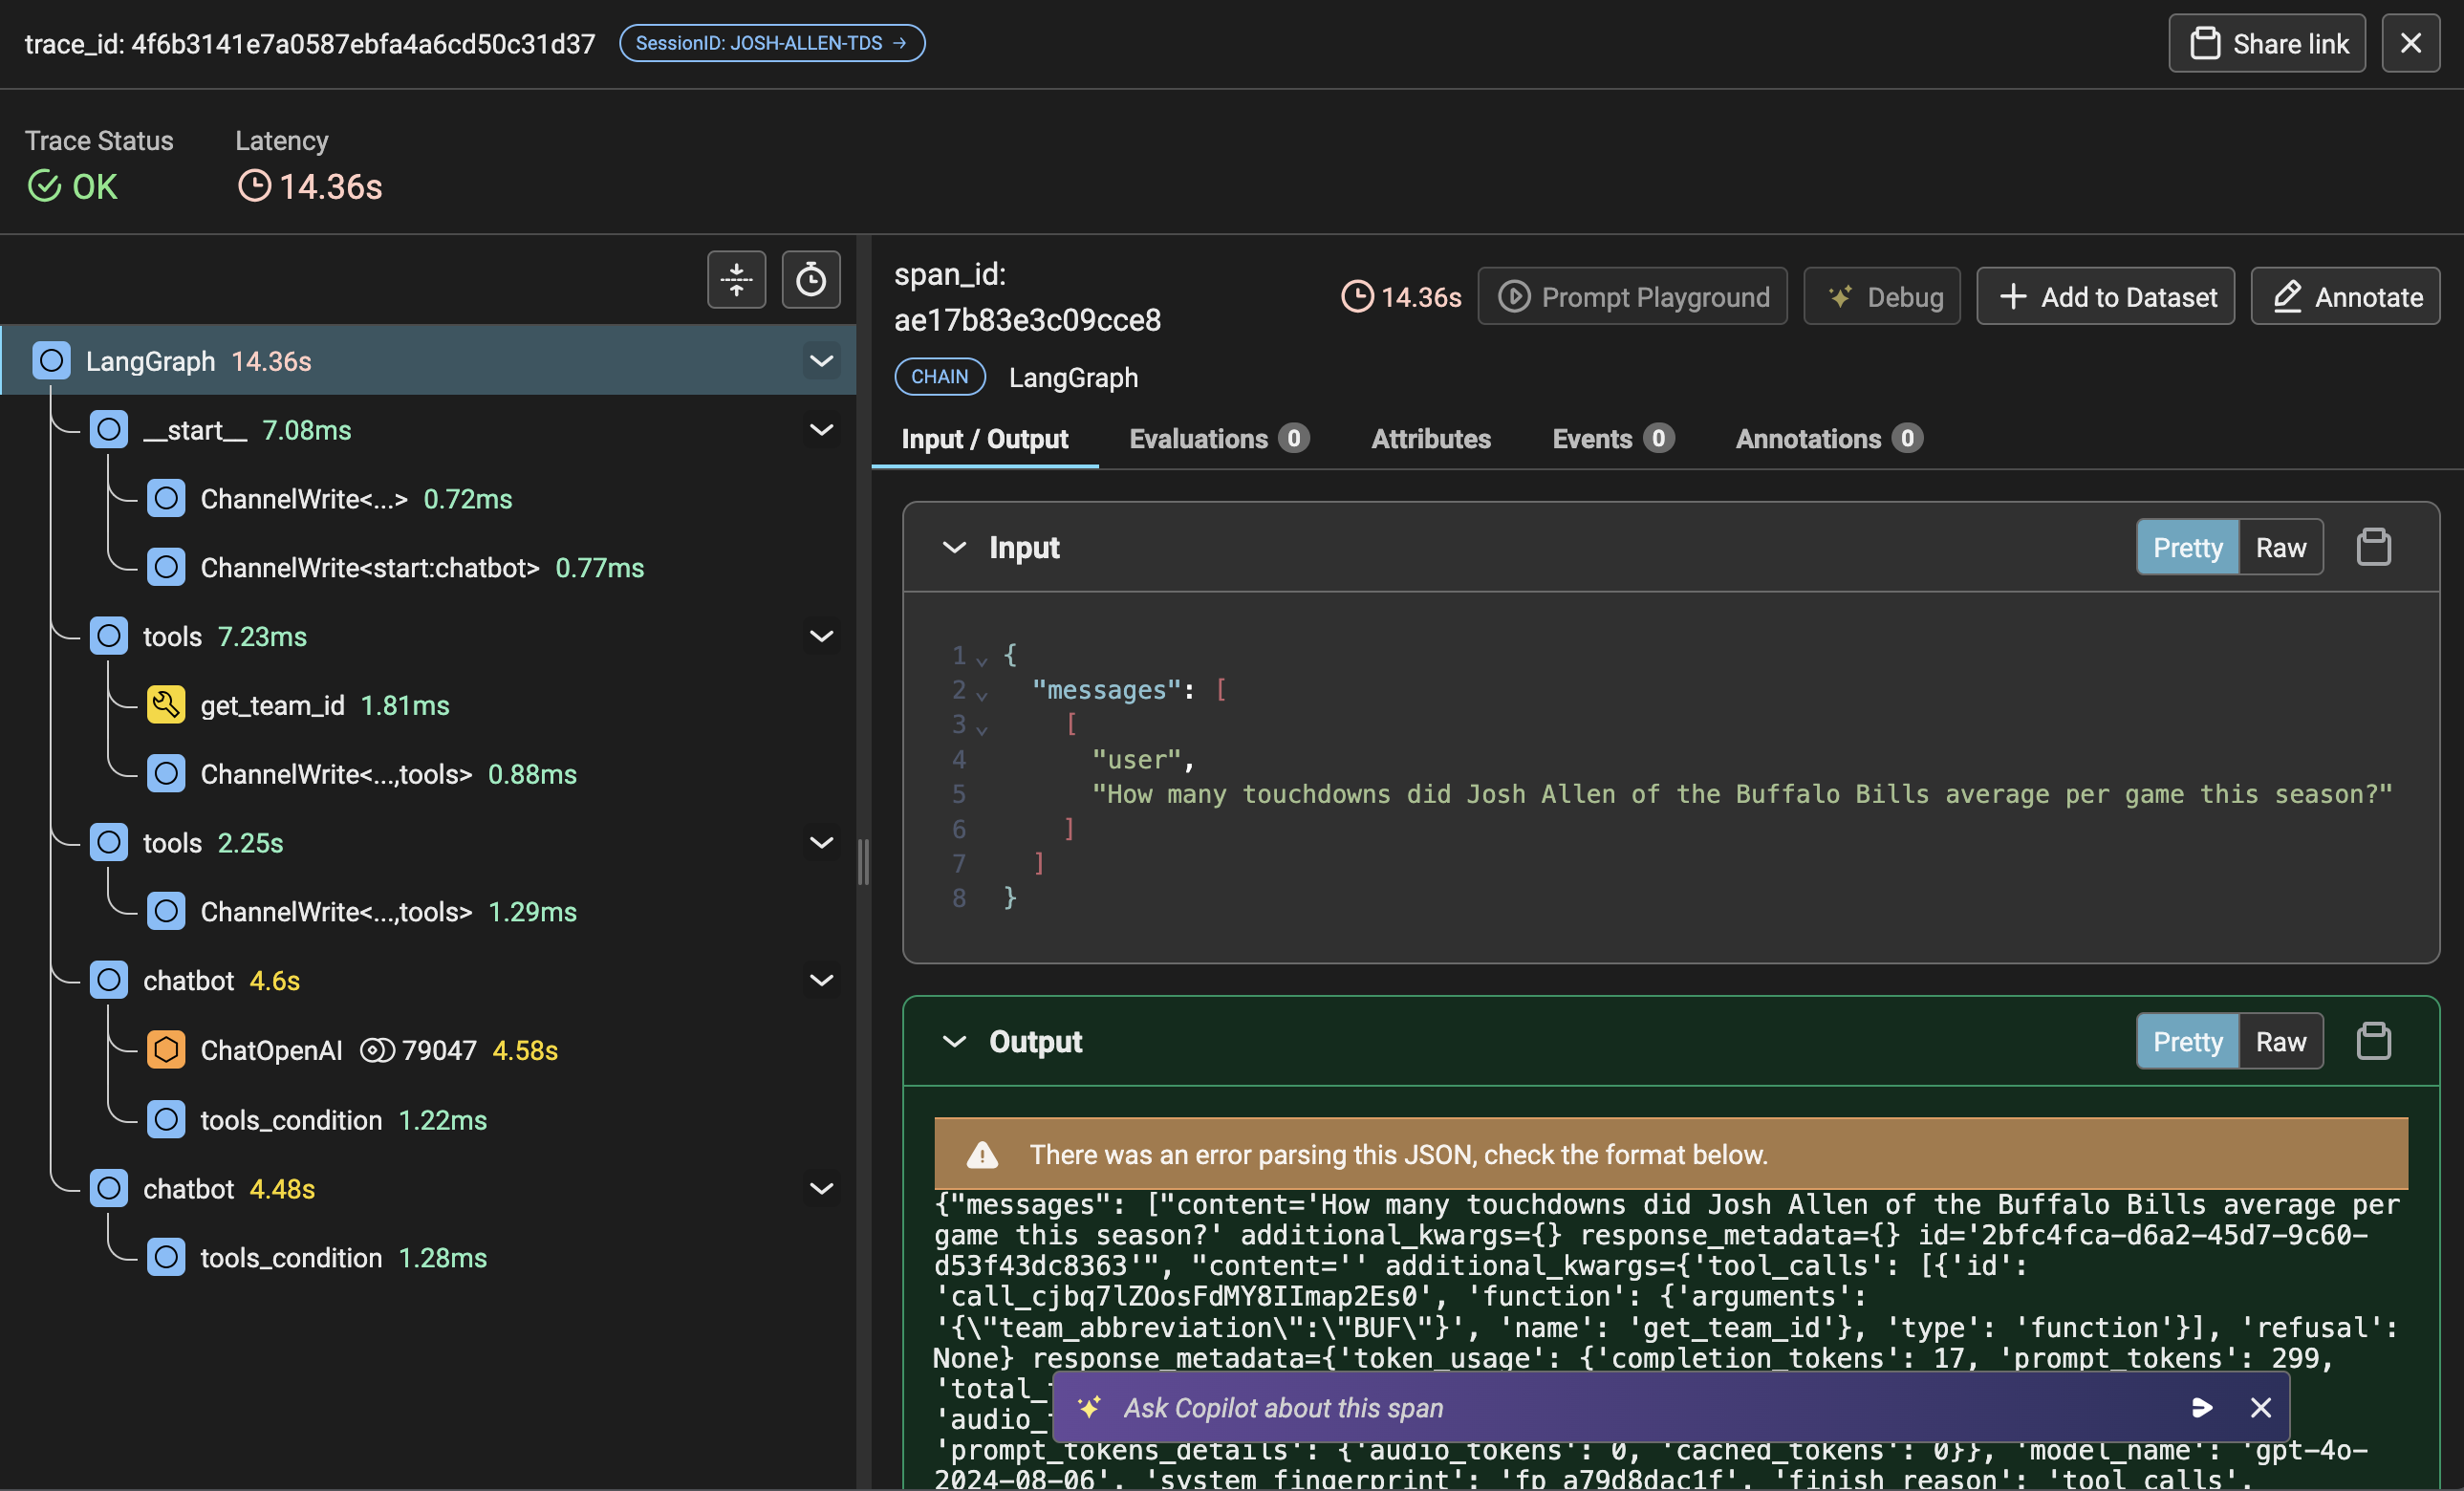 trace_id: 4f6b3141e7a0587ebfa4a6cd50c31d37 SessionID: JOSH-ALLEN-TDS → Share link
Trace Status Latency
OK 14.36s
LangGraph 14.36s
__start__ 7.08ms
ChannelWrite<...> 0.72ms
ChannelWrite<start:chatbot> 0.77ms
tools 7.23ms
get_team_id 1.81ms
ChannelWrite<...,tools> 0.88ms
tools 2.25s
ChannelWrite<...,tools> 1.29ms
chatbot 4.6s
ChatOpenAI 79047 4.58s
tools_condition 1.22ms
chatbot 4.48s
tools_condition 1.28ms
span_id:
ae17b83e3c09cce8
14.36s Prompt Playground Debug Add to Dataset Annotate
CHAIN LangGraph
Input / Output Evaluations 0 Attributes Events 0 Annotations 0
Input Pretty Raw
1 {
2 "messages": [
3 [
4 "user",
5 "How many touchdowns did Josh Allen of the Buffalo Bills average per game this season?"
6 ]
7 ]
8 }
Output Pretty Raw
There was an error parsing this JSON, check the format below.
{"messages": ["content='How many touchdowns did Josh Allen of the Buffalo Bills average per
game this season?' additional_kwargs={} response_metadata={} id='2bfc4fca-d6a2-45d7-9c60-
d53f43dc8363'", "content='' additional_kwargs={'tool_calls': [{'id':
'call_cjbq7lZOosFdMY8IImap2Es0', 'function': {'arguments':
'{\"team_abbreviation\":\"BUF\"}', 'name': 'get_team_id'}, 'type': 'function'}], 'refusal':
None} response_metadata={'token_usage': {'completion_tokens': 17, 'prompt_tokens': 299,
'total_
Ask Copilot about this span
'audio_
'prompt_tokens_details': {'audio_tokens': 0, 'cached_tokens': 0}}, 'model_name': 'gpt-4o-
2024-08-06', 'system_fingerprint': 'fp_a79d8dac1f', 'finish_reason': 'tool_calls',